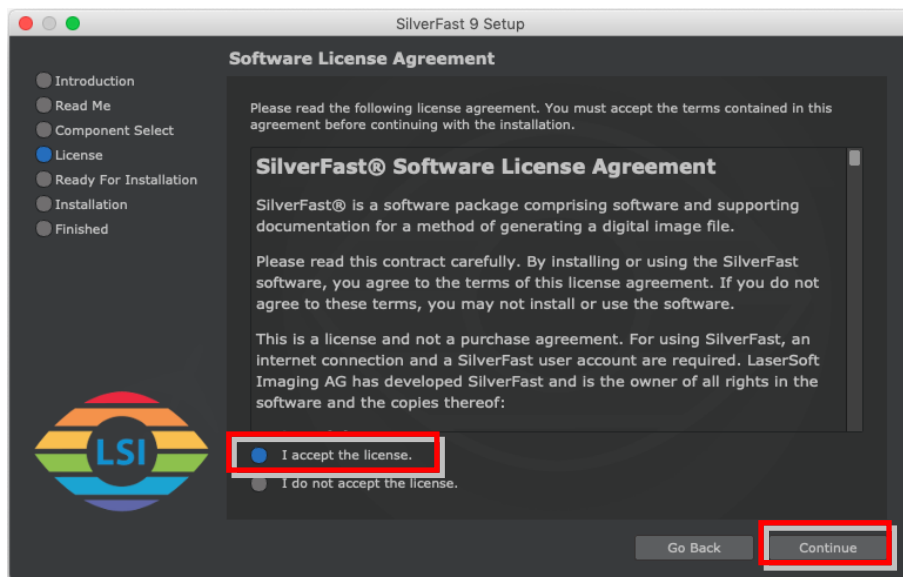 SilverFast 9 Setup
Software License Agreement
Introduction
Read Me
Component Select
License
Ready For Installation
Installation
Finished
Please read the following license agreement. You must accept the terms contained in this
agreement before continuing with the installation.
SilverFast® Software License Agreement
SilverFast® is a software package comprising software and supporting
documentation for a method of generating a digital image file.
Please read this contract carefully. By installing or using the SilverFast
software, you agree to the terms of this license agreement. If you do not
agree to these terms, you may not install or use the software.
This is a license and not a purchase agreement. For using SilverFast, an
internet connection and a SilverFast user account are required. LaserSoft
Imaging AG has developed SilverFast and is the owner of all rights in the
software and the copies thereof:
LSI
I accept the license.
I do not accept the license.
Go Back
Continue